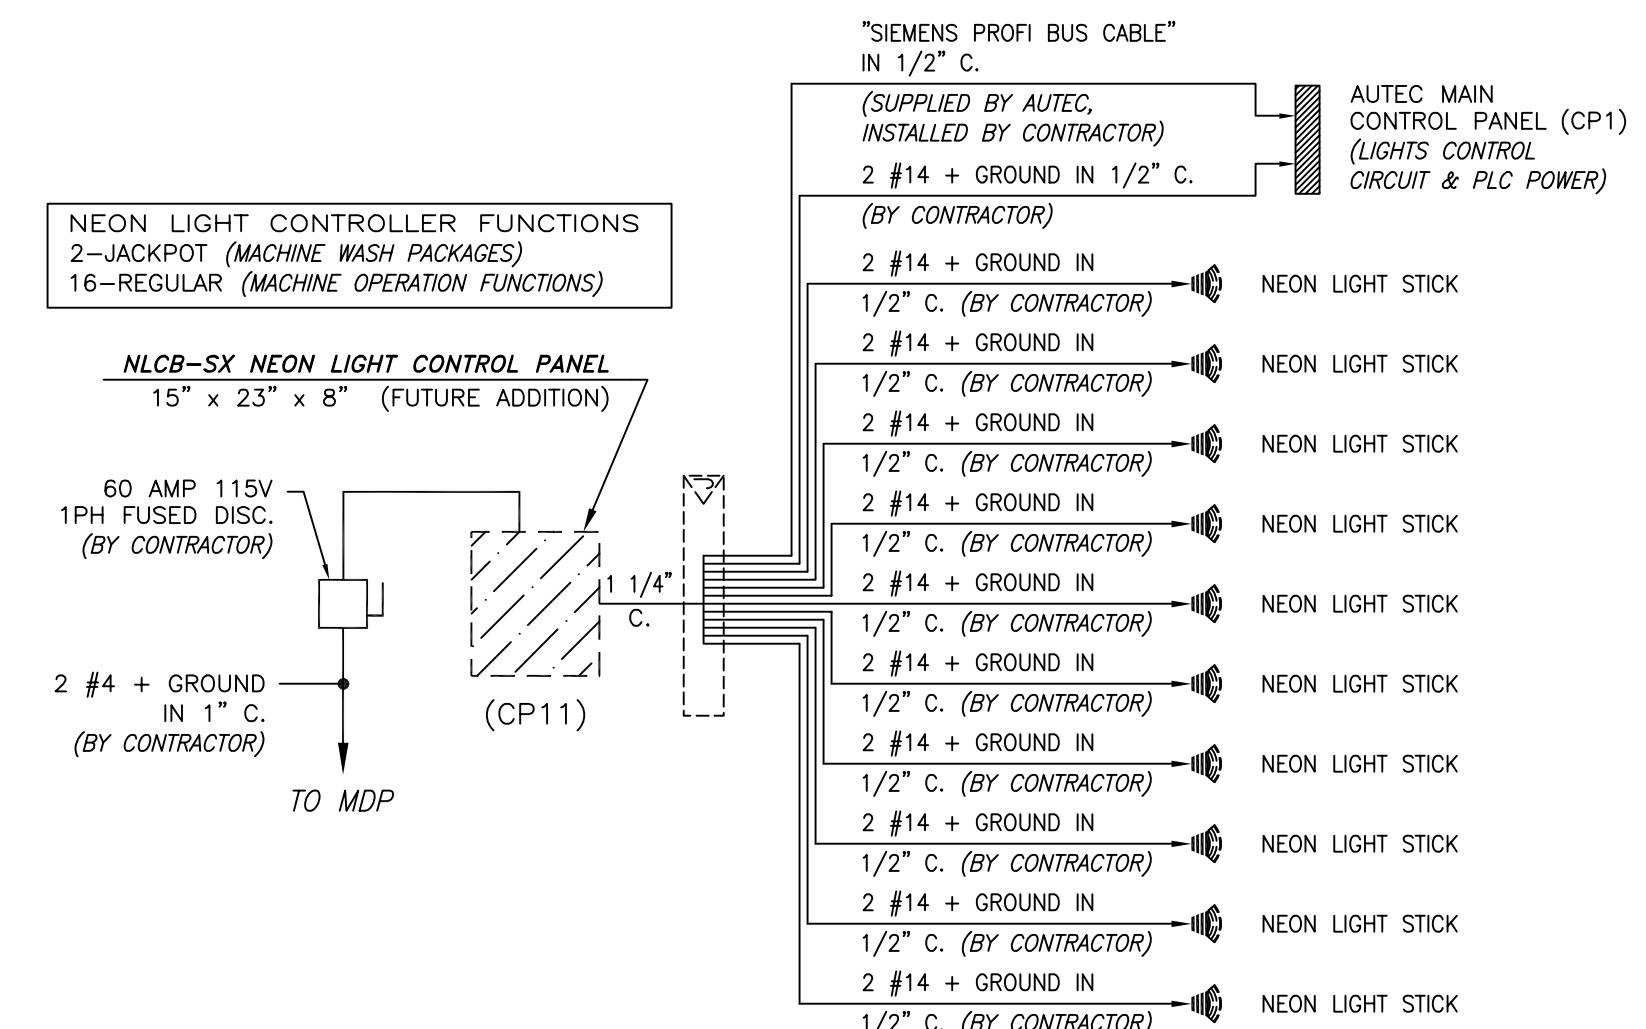 ”SIEMENS PROFI BUS CABLE”
IN 1/2” C.
(SUPPLIED BY AUTEC,
INSTALLED BY CONTRACTOR)
2 #14 + GROUND IN 1/2” C.
(BY CONTRACTOR)
AUTEC MAIN
CONTROL PANEL (CP1)
(LIGHTS CONTROL
CIRCUIT & PLC POWER)
NEON LIGHT CONTROLLER FUNCTIONS
2-JACKPOT (MACHINE WASH PACKAGES)
16-REGULAR (MACHINE OPERATION FUNCTIONS)
NLCB-SX NEON LIGHT CONTROL PANEL
15” x 23” x 8” (FUTURE ADDITION)
60 AMP 115V
1PH FUSED DISC.
(BY CONTRACTOR)
2 #4 + GROUND
IN 1” C.
(BY CONTRACTOR)
TO MDP
(CP11)
1 1/4”
C.
2 #14 + GROUND IN
1/2” C. (BY CONTRACTOR)
NEON LIGHT STICK
2 #14 + GROUND IN
1/2” C. (BY CONTRACTOR)
NEON LIGHT STICK
2 #14 + GROUND IN
1/2” C. (BY CONTRACTOR)
NEON LIGHT STICK
2 #14 + GROUND IN
1/2” C. (BY CONTRACTOR)
NEON LIGHT STICK
2 #14 + GROUND IN
1/2” C. (BY CONTRACTOR)
NEON LIGHT STICK
2 #14 + GROUND IN
1/2” C. (BY CONTRACTOR)
NEON LIGHT STICK
2 #14 + GROUND IN
1/2” C. (BY CONTRACTOR)
NEON LIGHT STICK
2 #14 + GROUND IN
1/2” C. (BY CONTRACTOR)
NEON LIGHT STICK
2 #14 + GROUND IN
1/2” C. (BY CONTRACTOR)
NEON LIGHT STICK
2 #14 + GROUND IN
1/2” C. (BY CONTRACTOR)
NEON LIGHT STICK